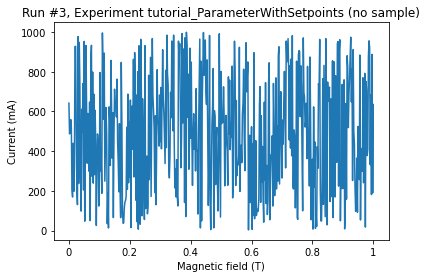 Run #3, Experiment tutorial_ParameterWithSetpoints (no sample)
1000
800
600
400
200
0
Current (mA)
0 0.2 0.4 0.6 0.8 1
Magnetic field (T)